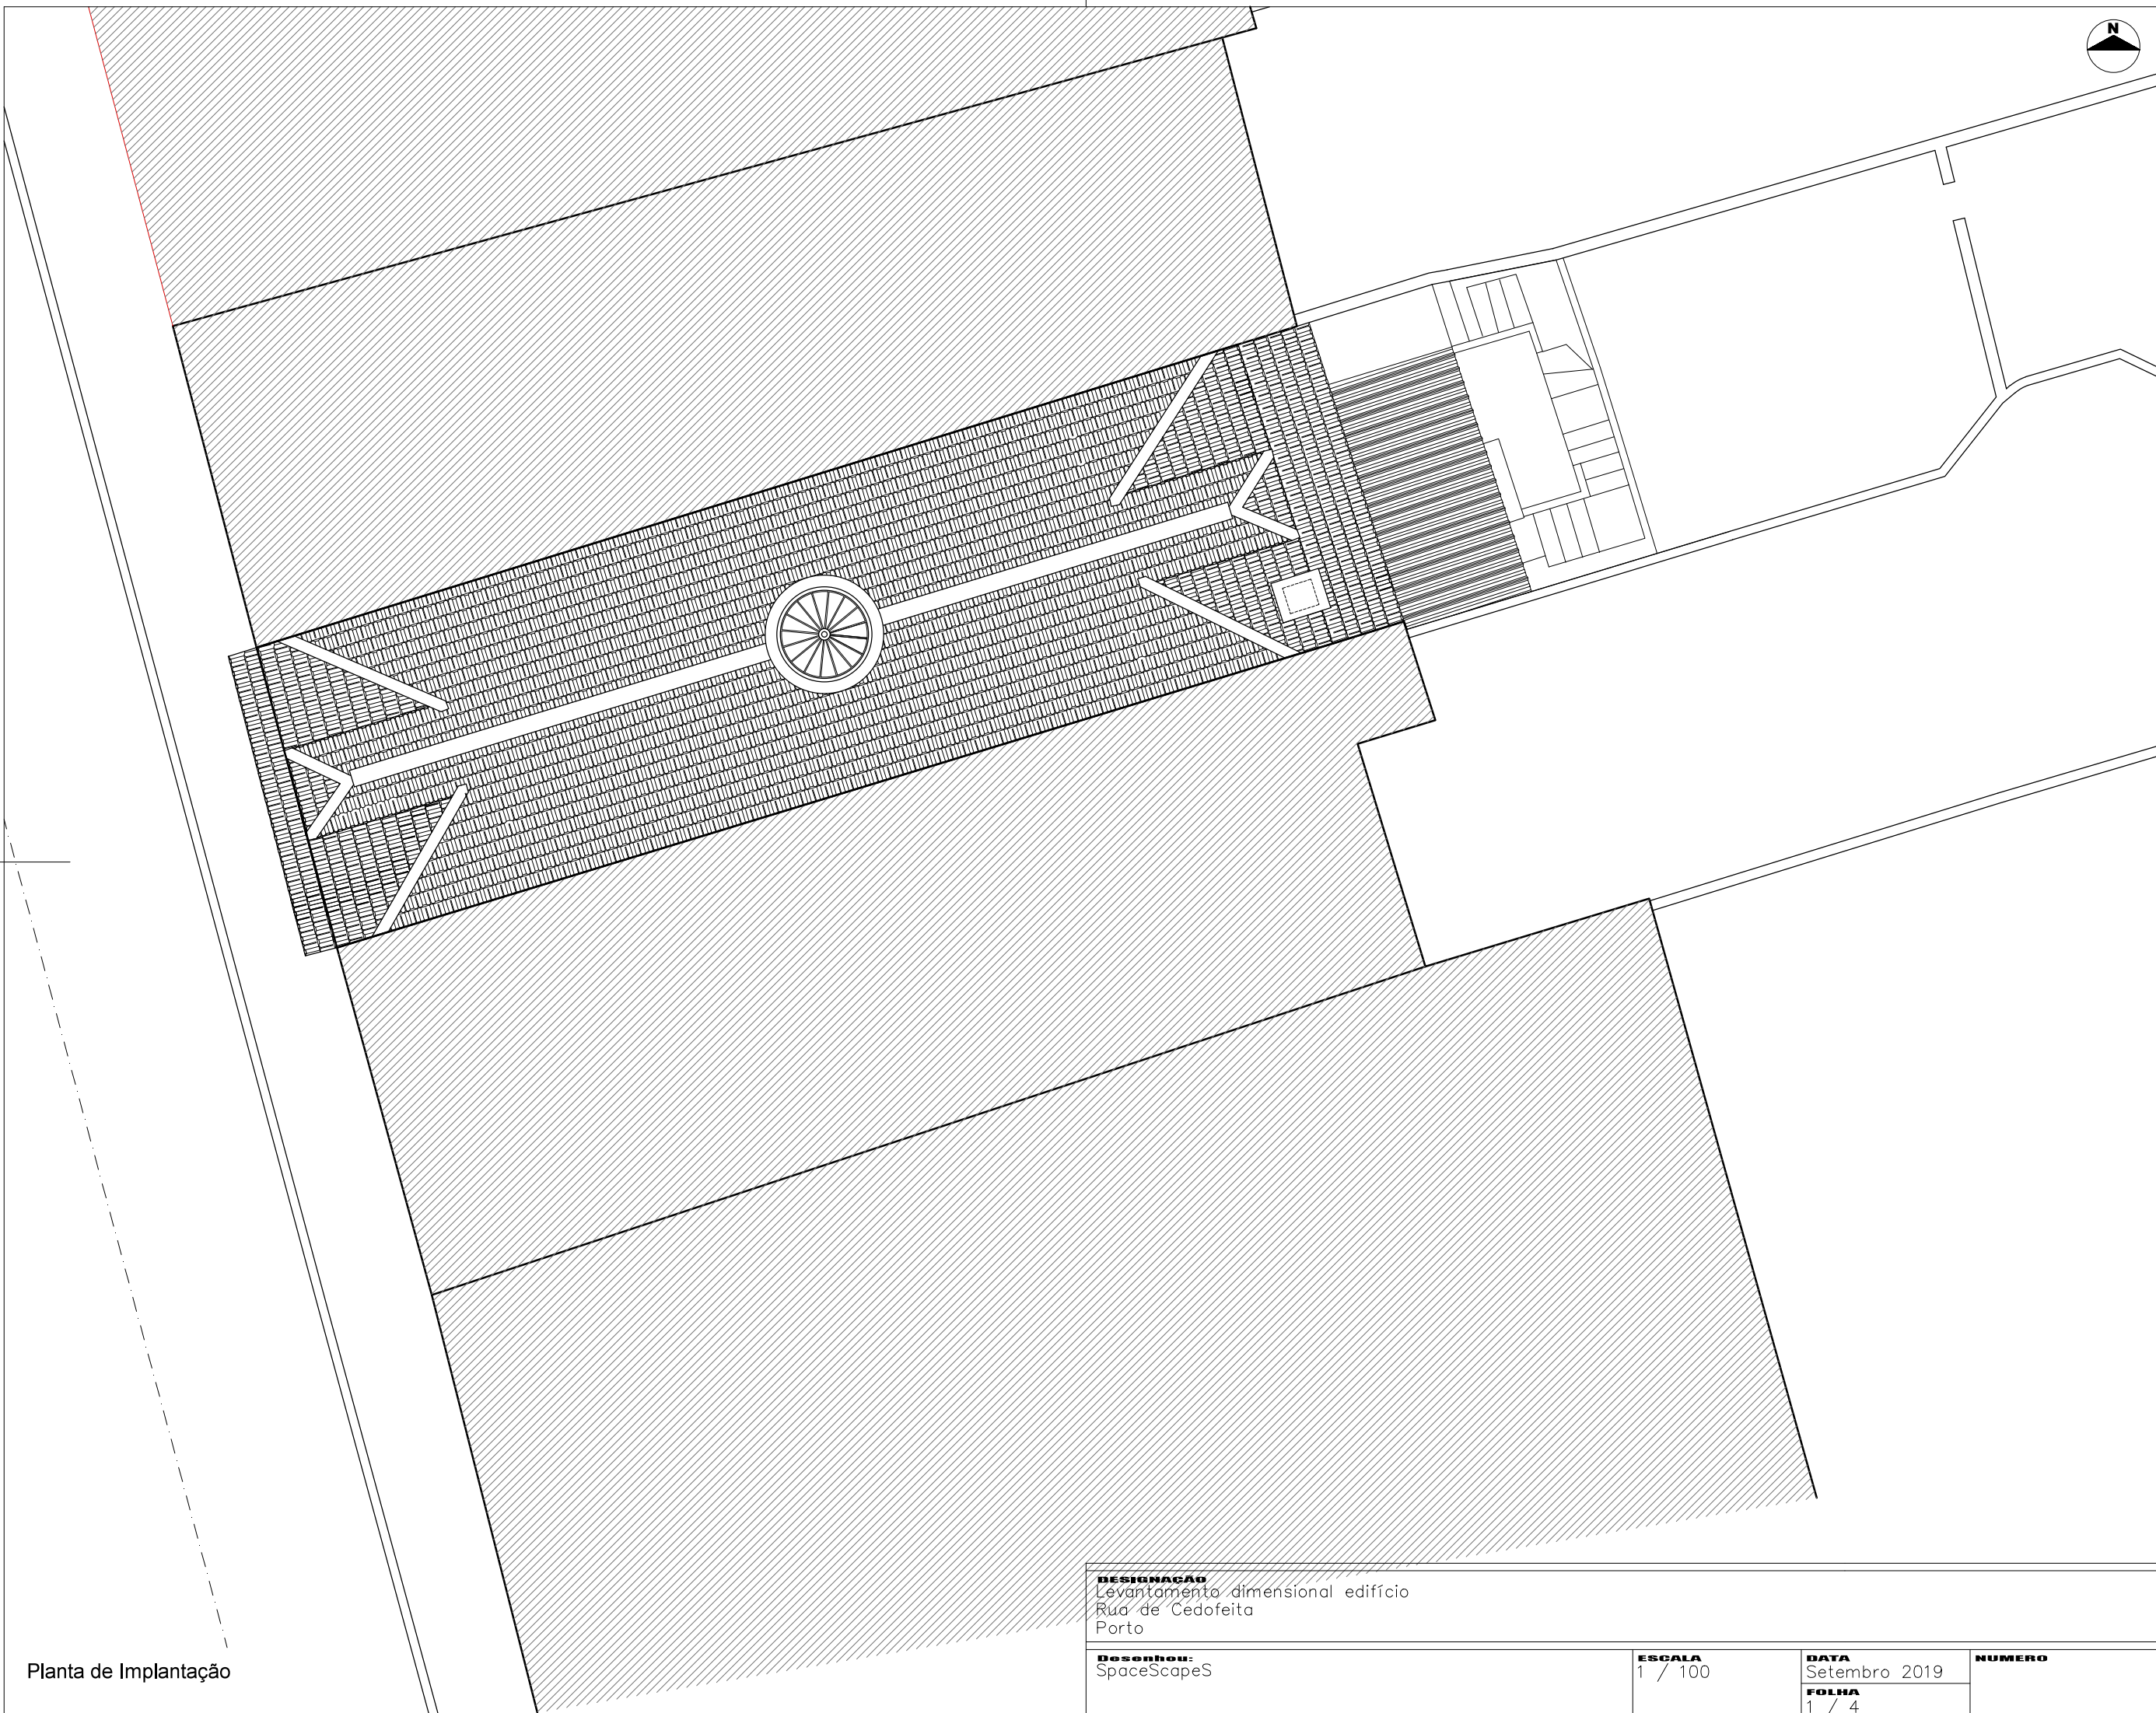 N
DESIGNAÇÃO
Levantamento dimensional edifício
Rua de Cedofeita
Porto
Desenhou:
SpaceScapeS
ESCALA
1 / 100
DATA
Setembro 2019
FOLHA
1 / 4
NUMERO
Planta de Implantação